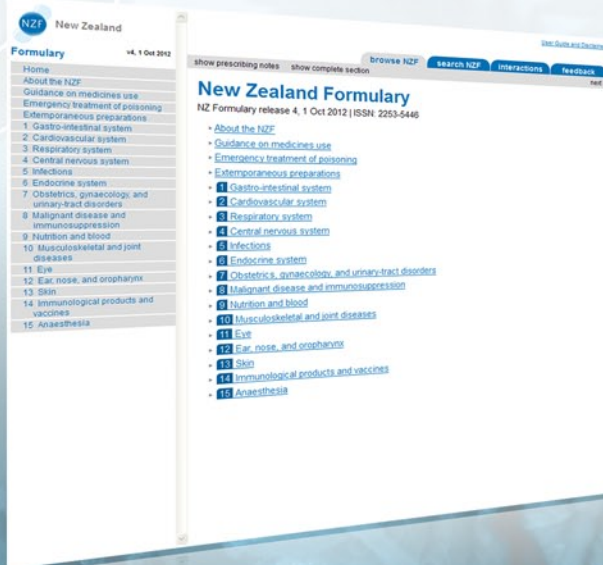 NZF New Zealand
Formulary v4, 1 Oct 2012
Home
About the NZF
Guidance on medicines use
Emergency treatment of poisoning
Extemporaneous preparations
1 Gastro-intestinal system
2 Cardiovascular system
3 Respiratory system
4 Central nervous system
5 Infections
6 Endocrine system
7 Obstetrics, gynaecology, and
urinary-tract disorders
8 Malignant disease and
immunosuppression
9 Nutrition and blood
10 Musculoskeletal and joint
diseases
11 Eye
12 Ear, nose, and oropharynx
13 Skin
14 Immunological products and
vaccines
15 Anaesthesia
User Guide and
show prescribing notes show complete section browse NZF search NZF interactions feedback
next
New Zealand Formulary
NZ Formulary release 4, 1 Oct 2012 | ISSN: 2253-5446
About the NZF
Guidance on medicines use
Emergency treatment of poisoning
Extemporaneous preparations
1 Gastro-intestinal system
2 Cardiovascular system
3 Respiratory system
4 Central nervous system
5 Infections
6 Endocrine system
7 Obstetrics, gynaecology, and urinary-tract disorders
8 Malignant disease and immunosuppression
9 Nutrition and blood
10 Musculoskeletal and joint diseases
11 Eye
12 Ear, nose, and oropharynx
13 Skin
14 Immunological products and vaccines
15 Anaesthesia